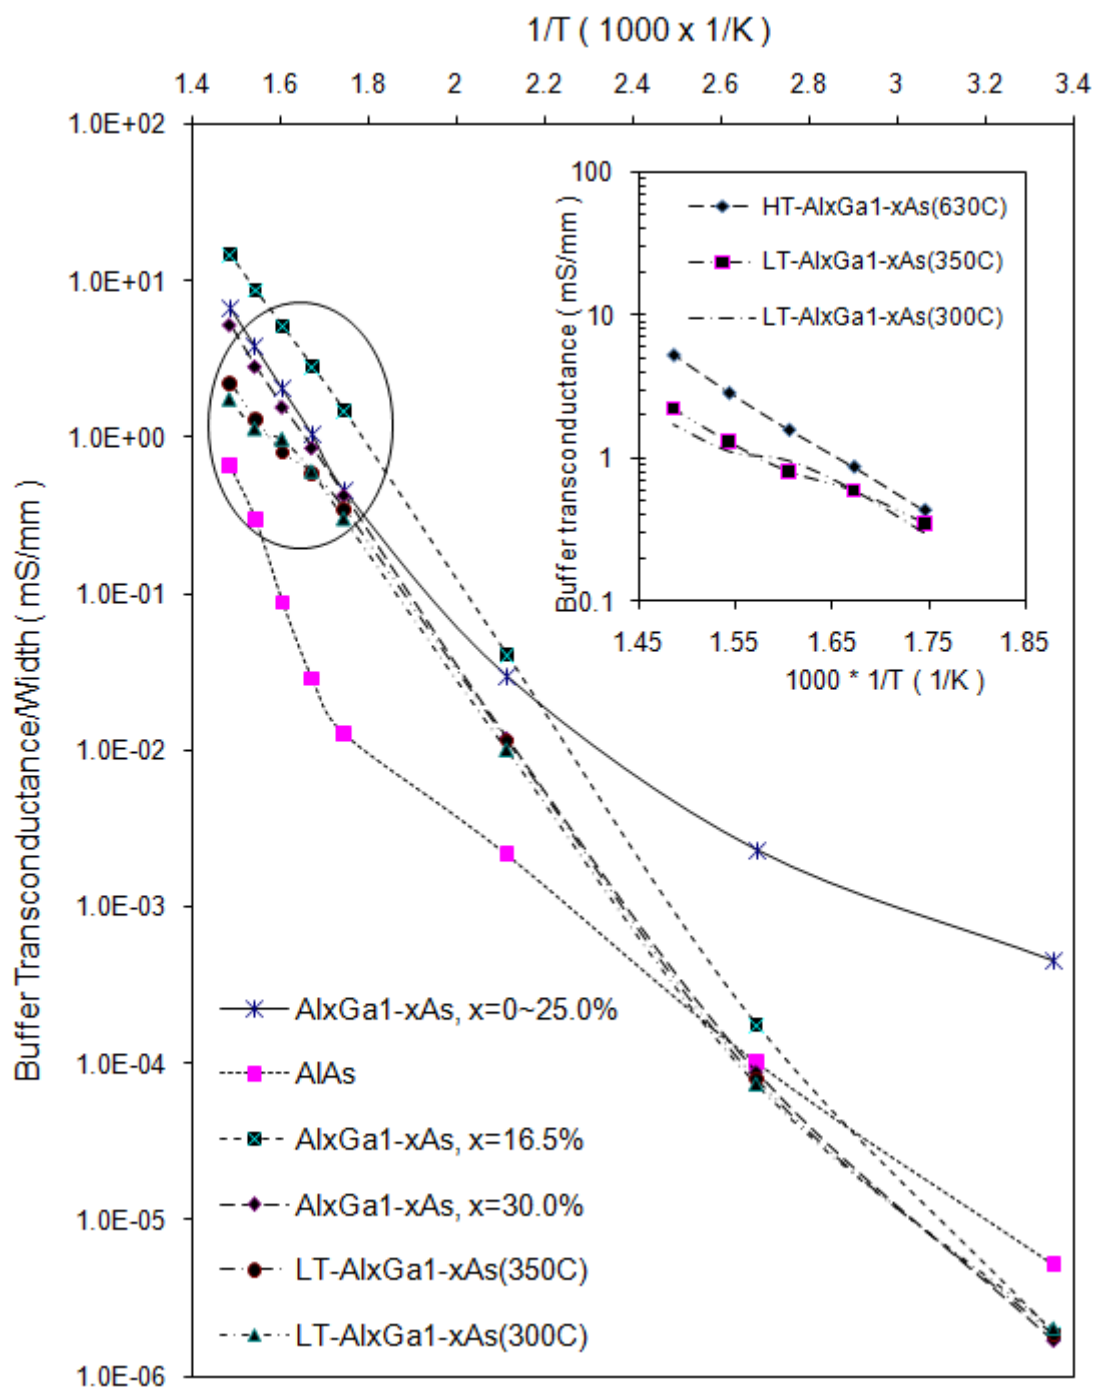 1/T ( 1000 x 1/K )
1.4 1.6 1.8 2 2.2 2.4 2.6 2.8 3 3.2 3.4
1.0E+02
1.0E+01
1.0E+00
1.0E-01
1.0E-02
1.0E-03
1.0E-04
1.0E-05
1.0E-06
Buffer Transconductance/Width ( mS/mm )
100
10
1
0.1
Buffer transconductance ( mS/mm )
HT-AlxGa1-xAs(630C)
LT-AlxGa1-xAs(350C)
LT-AlxGa1-xAs(300C)
1.45 1.55 1.65 1.75 1.85
1000 * 1/T ( 1/K )
AlxGa1-xAs, x=0~25.0%
AlAs
AlxGa1-xAs, x=16.5%
AlxGa1-xAs, x=30.0%
LT-AlxGa1-xAs(350C)
LT-AlxGa1-xAs(300C)